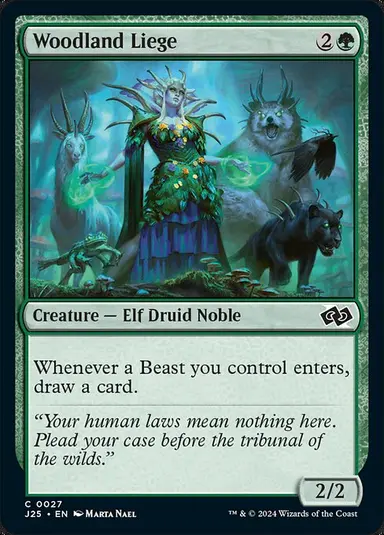 Woodland Liege 2
Creature — Elf Druid Noble
Whenever a Beast you control enters,
draw a card.
“Your human laws mean nothing here.
Plead your case before the tribunal of
the wilds.”
2/2
C 0027
J25 • EN Marta Nael
™ & © 2024 Wizards of the Coast